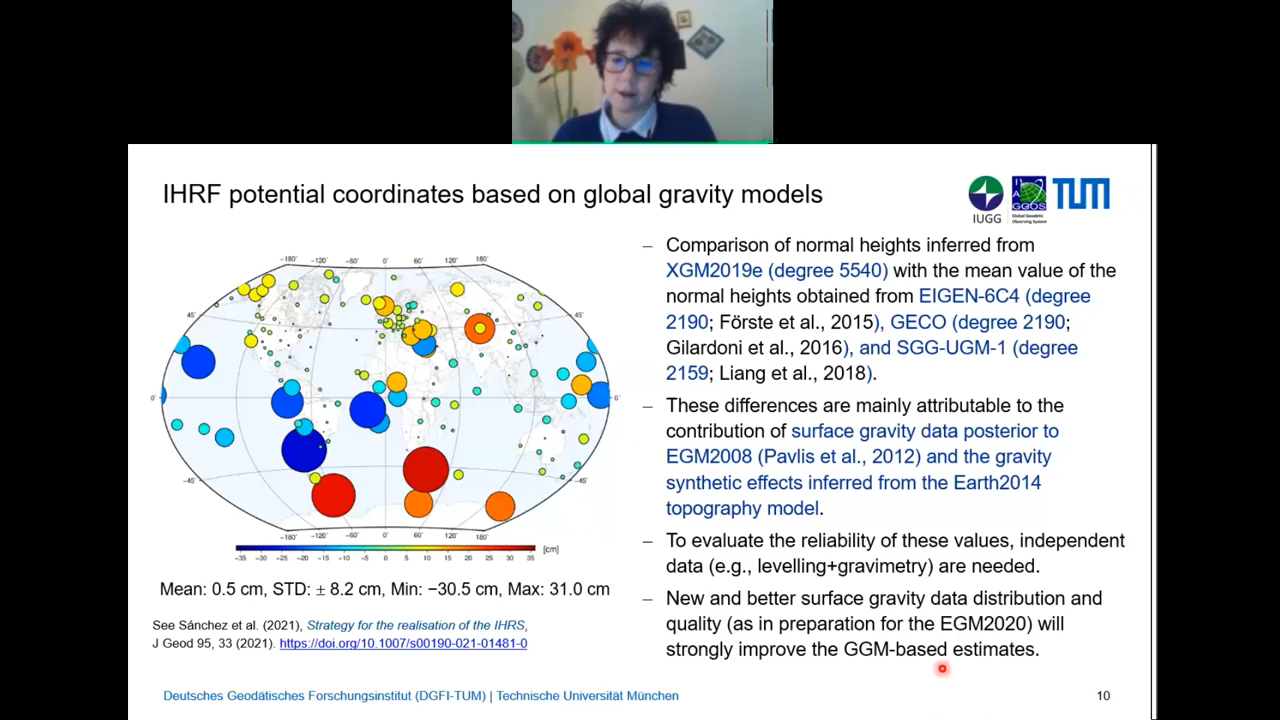 IHRF potential coordinates based on global gravity models
IUGG
IAG
GGOS
Global Geodetic
Observing System
TUM
-180° -120° -60° 0° 60° 120° 180°
45° 45°
0° 0°
-45° -45°
-180° -120° -60° 0° 60° 120° 180°
-35 -30 -25 -20 -15 -10 -5 0 5 10 15 20 25 30 35 [cm]
Mean: 0.5 cm, STD: ± 8.2 cm, Min: −30.5 cm, Max: 31.0 cm
See Sánchez et al. (2021), Strategy for the realisation of the IHRS,
J Geod 95, 33 (2021). https://doi.org/10.1007/s00190-021-01481-0
– Comparison of normal heights inferred from
XGM2019e (degree 5540) with the mean value of the
normal heights obtained from EIGEN-6C4 (degree
2190; Förste et al., 2015), GECO (degree 2190;
Gilardoni et al., 2016), and SGG-UGM-1 (degree
2159; Liang et al., 2018).
– These differences are mainly attributable to the
contribution of surface gravity data posterior to
EGM2008 (Pavlis et al., 2012) and the gravity
synthetic effects inferred from the Earth2014
topography model.
– To evaluate the reliability of these values, independent
data (e.g., levelling+gravimetry) are needed.
– New and better surface gravity data distribution and
quality (as in preparation for the EGM2020) will
strongly improve the GGM-based estimates.
Deutsches Geodätisches Forschungsinstitut (DGFI-TUM) | Technische Universität München
10